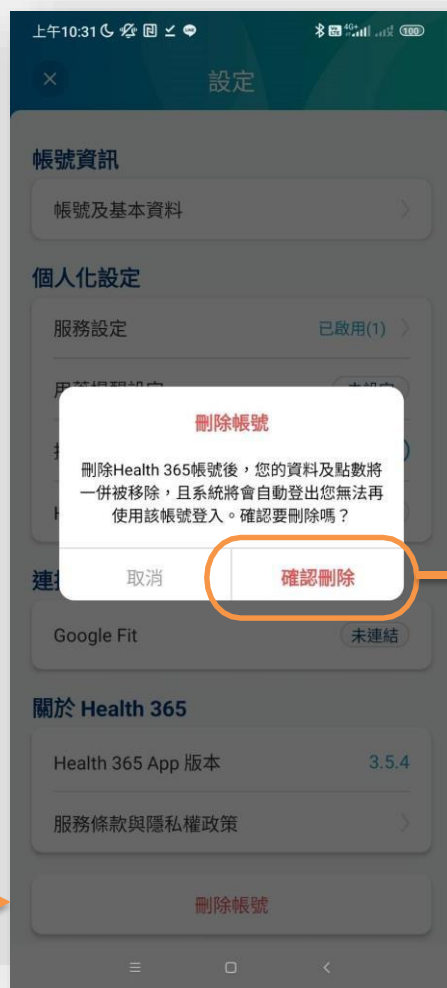 上午10:31
4G+
100
設定
帳號資訊
帳號及基本資料
個人化設定
服務設定
已啟用(1)
刪除帳號
刪除Health 365帳號後，您的資料及點數將
一併被移除，且系統將會自動登出您無法再
使用該帳號登入。確認要刪除嗎？
取消
確認刪除
Google Fit
未連結
關於 Health 365
Health 365 App 版本
3.5.4
服務條款與隱私權政策
刪除帳號